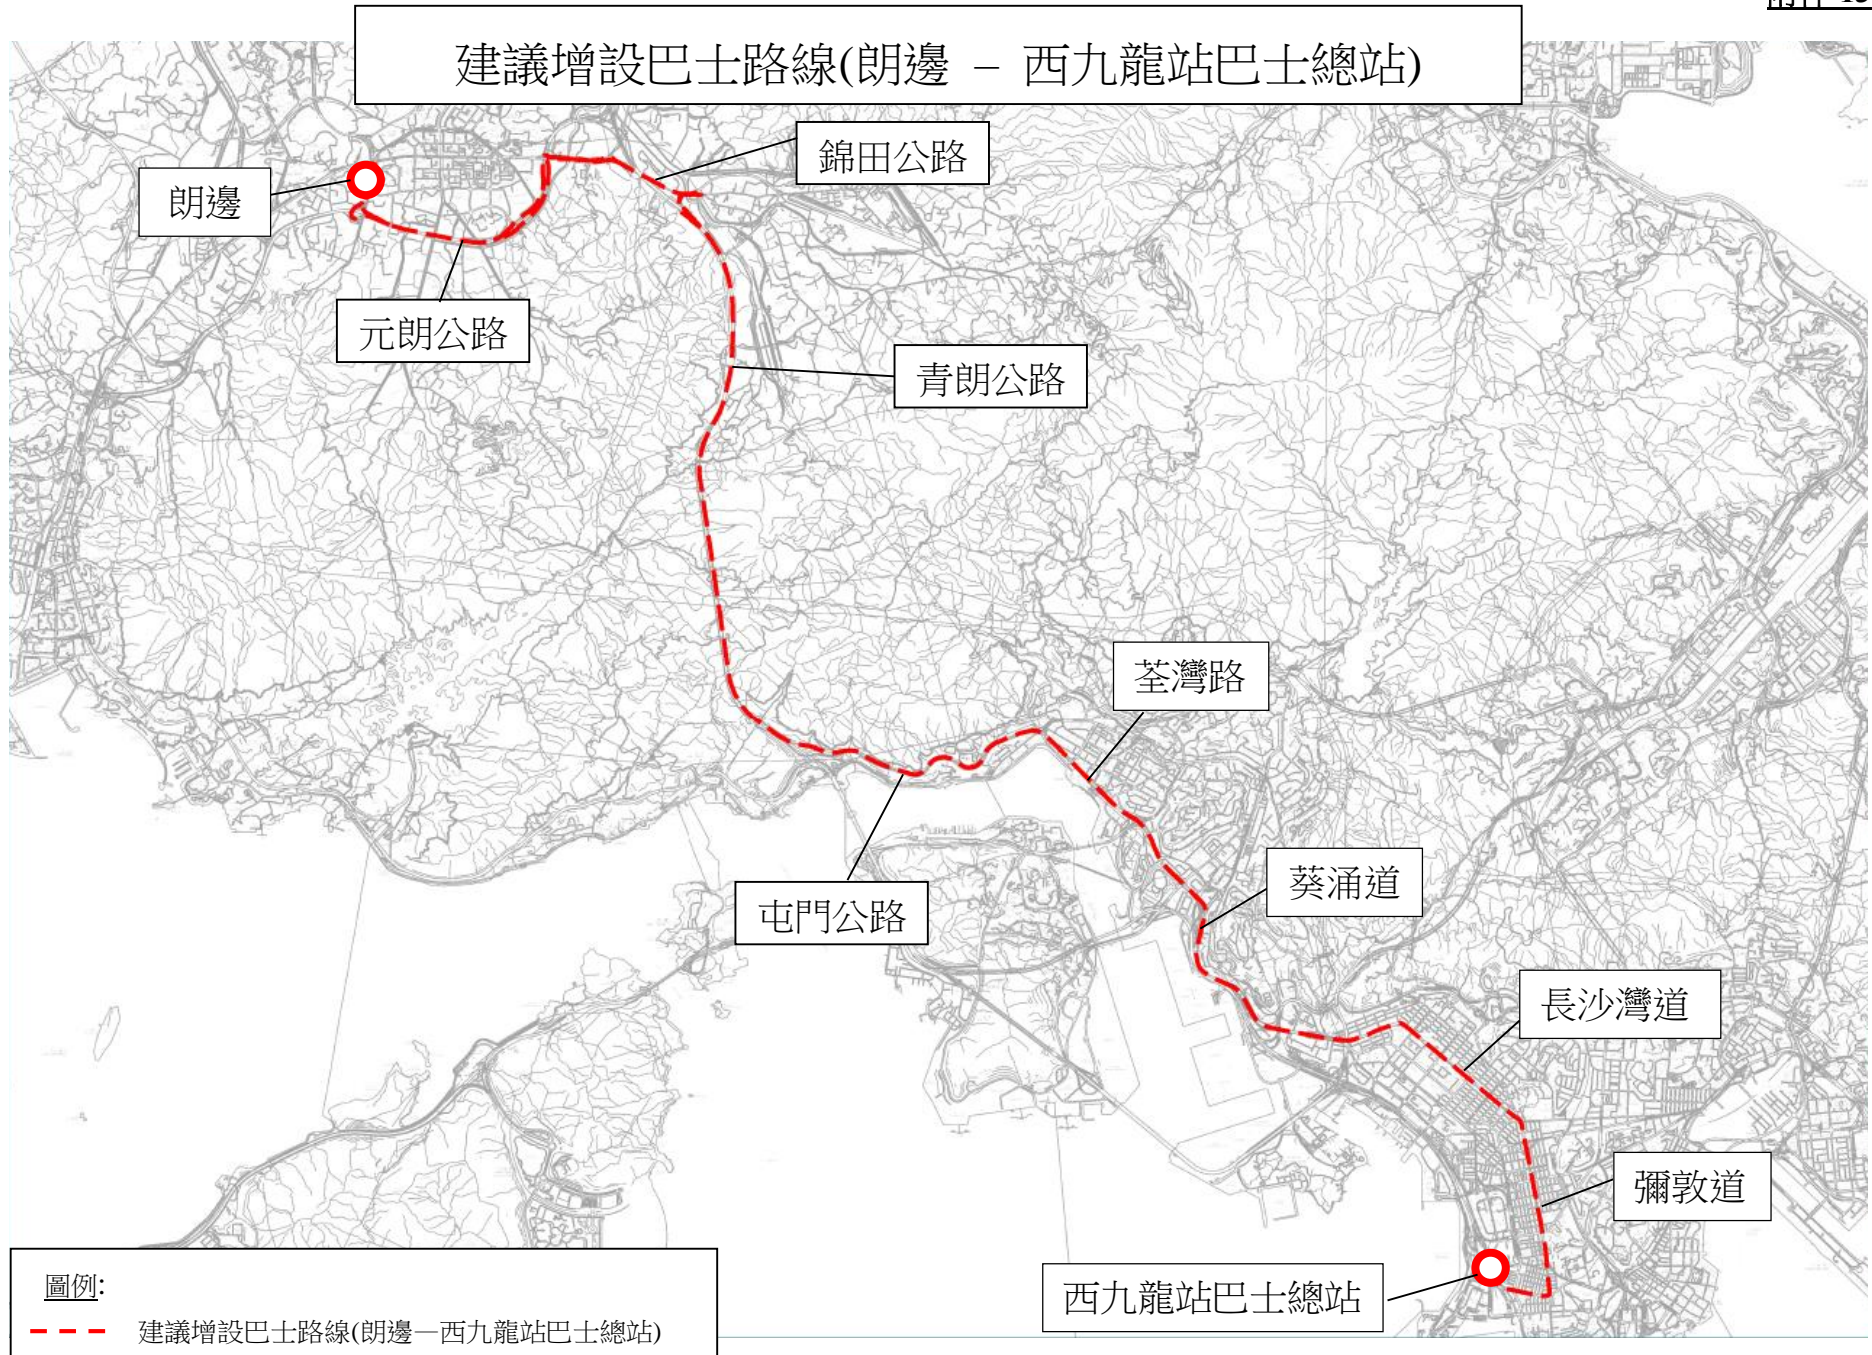 建議增設巴士路線(朗邊 – 西九龍站巴士總站)
錦田公路
朗邊
元朗公路
青朗公路
荃灣路
葵涌道
屯門公路
長沙灣道
彌敦道
西九龍站巴士總站
圖例:
建議增設巴士路線(朗邊—西九龍站巴士總站)